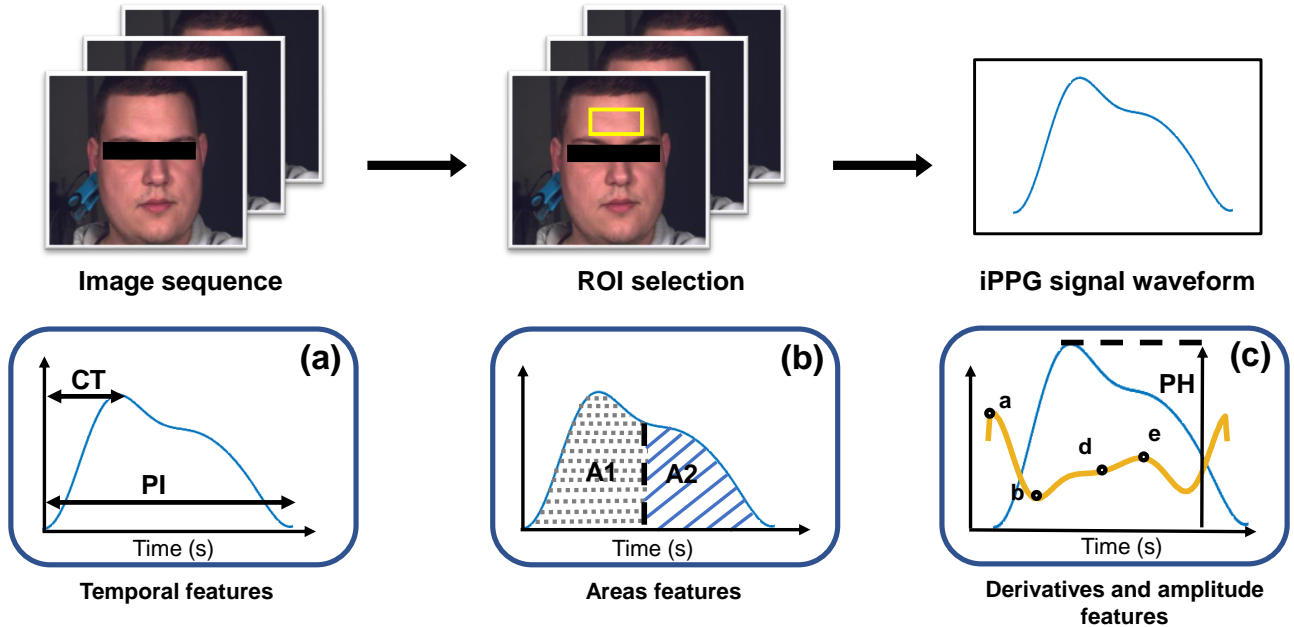 Image sequence
ROI selection
iPPG signal waveform
(a)
CT
PI
Time (s)
Temporal features
(b)
A1
A2
Time (s)
Areas features
(c)
PH
a
b
d
e
Time (s)
Derivatives and amplitude
features